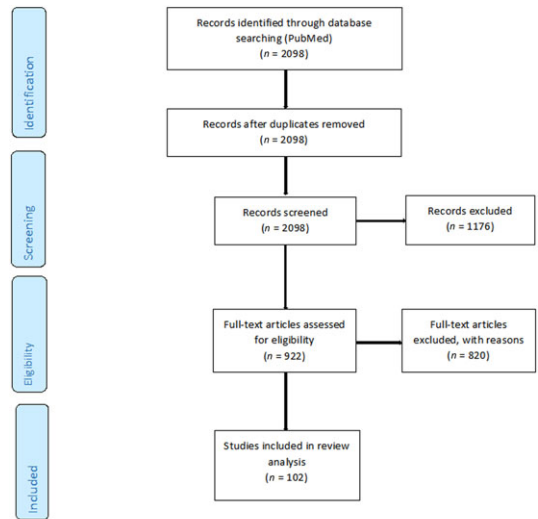 Identification
Records identified through database
searching (PubMed)
(n = 2098)
Records after duplicates removed
(n = 2098)
Screening
Records screened
(n = 2098)
Records excluded
(n = 1176)
Eligibility
Full-text articles assessed
for eligibility
(n = 922)
Full-text articles
excluded, with reasons
(n = 820)
Included
Studies included in review
analysis
(n = 102)